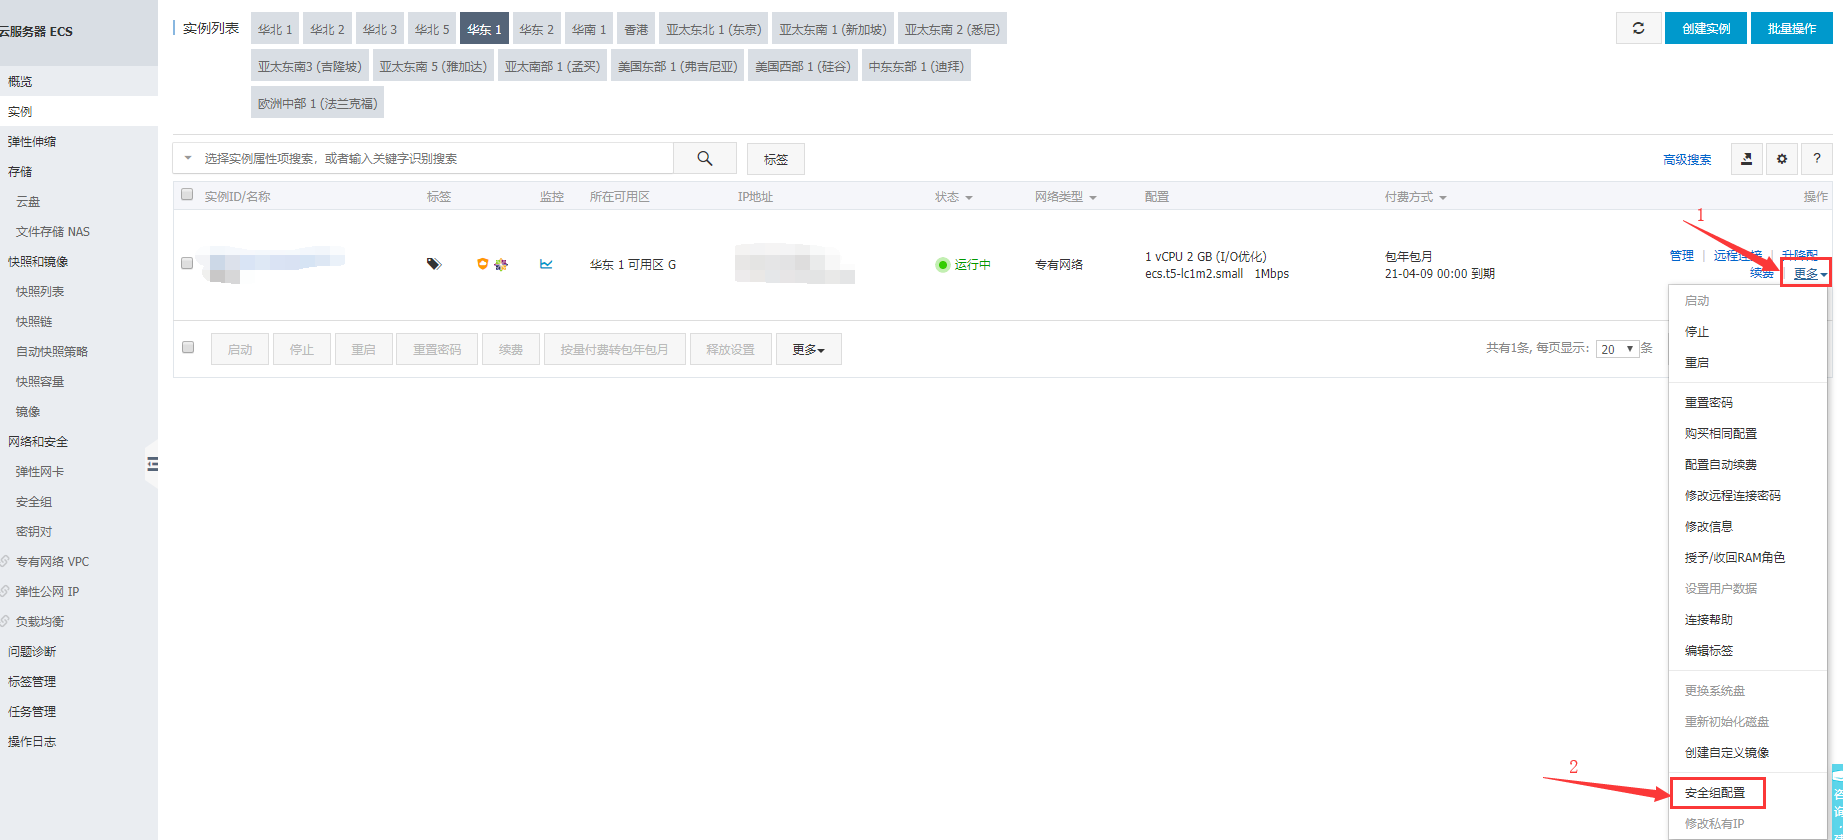 云服务器 ECS
概览
实例
弹性伸缩
存储
云盘
文件存储 NAS
快照和镜像
快照列表
快照链
自动快照策略
快照容量
镜像
网络和安全
弹性网卡
安全组
密钥对
专有网络 VPC
弹性公网 IP
负载均衡
问题诊断
标签管理
任务管理
操作日志
实例列表 华北 1 华北 2 华北 3 华北 5 华东 1 华东 2 华南 1 香港 亚太东北 1 (东京) 亚太东南 1 (新加坡) 亚太东南 2 (悉尼)
亚太东南3 (吉隆坡) 亚太东南 5 (雅加达) 亚太南部 1 (孟买) 美国东部 1 (弗吉尼亚) 美国西部 1 (硅谷) 中东东部 1 (迪拜)
欧洲中部 1 (法兰克福)
创建实例 批量操作
选择实例属性项搜索，或者输入关键字识别搜索 标签 高级搜索 ?
实例ID/名称 标签 监控 所在可用区 IP地址 状态 网络类型 配置 付费方式 操作
1
华东 1 可用区 G 运行中 专有网络
1 vCPU 2 GB (I/O优化)
ecs.t5-lc1m2.small 1Mbps
包年包月
21-04-09 00:00 到期
管理 远程连接 升降配
续费 更多
启动 停止 重启 重置密码 续费 按量付费转包年包月 释放设置 更多
共有1条, 每页显示: 20 条
启动
停止
重启
重置密码
购买相同配置
配置自动续费
修改远程连接密码
修改信息
授予/收回RAM角色
设置用户数据
连接帮助
编辑标签
更换系统盘
重新初始化磁盘
创建自定义镜像
2
安全组配置
修改私有IP
咨
询